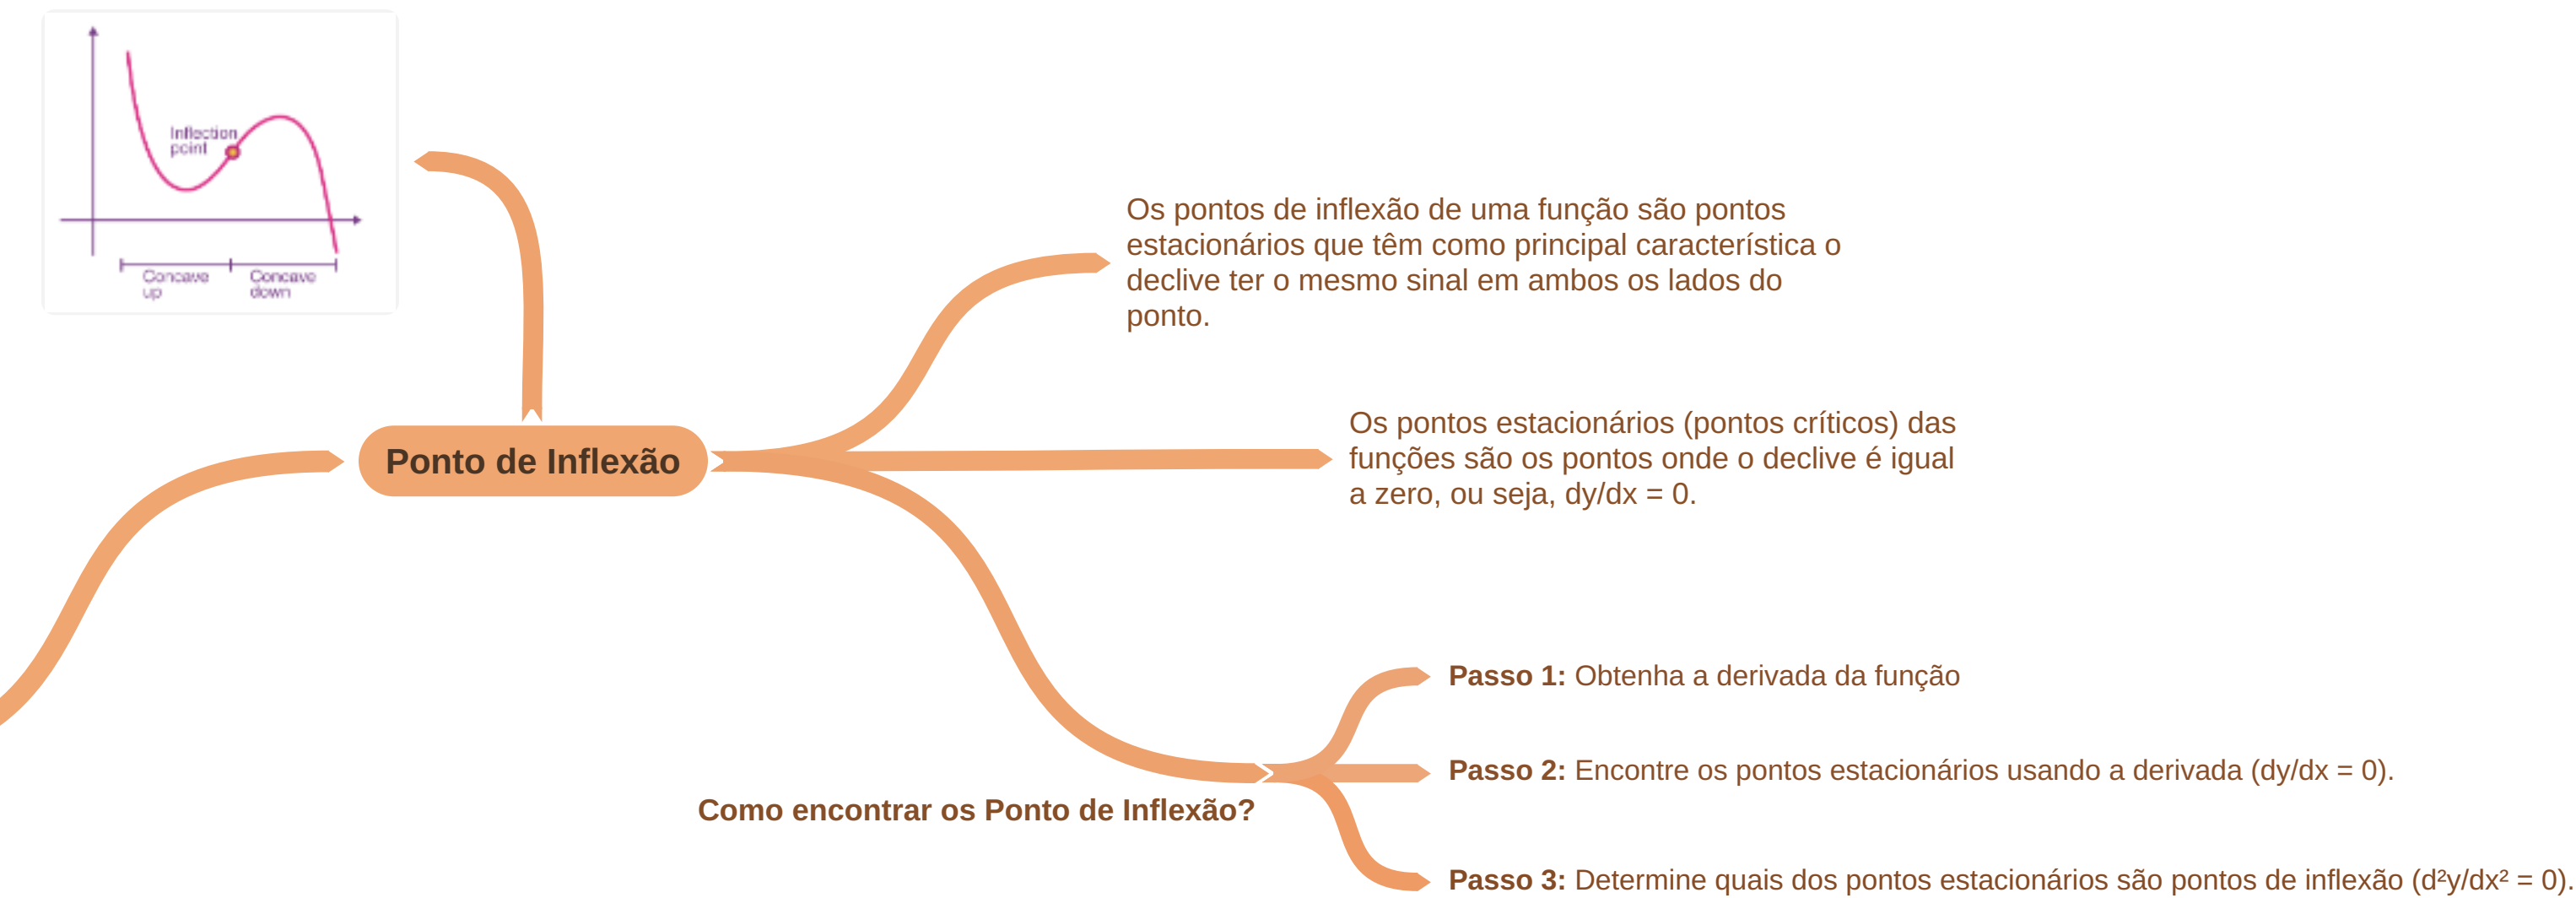 Inflection
point
Concave
up
Concave
down
Ponto de Inflexão
Os pontos de inflexão de uma função são pontos
estacionários que têm como principal característica o
declive ter o mesmo sinal em ambos os lados do
ponto.
Os pontos estacionários (pontos críticos) das
funções são os pontos onde o declive é igual
a zero, ou seja, dy/dx = 0.
Como encontrar os Ponto de Inflexão?
Passo 1: Obtenha a derivada da função
Passo 2: Encontre os pontos estacionários usando a derivada (dy/dx = 0).
Passo 3: Determine quais dos pontos estacionários são pontos de inflexão (d²y/dx² = 0).